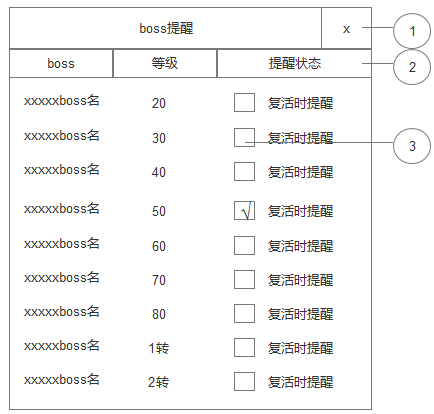 boss提醒 x 1
boss 等级 提醒状态 2
xxxxxboss名 20 复活时提醒
xxxxxboss名 30 复活时提醒 3
xxxxxboss名 40 复活时提醒
xxxxxboss名 50 √ 复活时提醒
xxxxxboss名 60 复活时提醒
xxxxxboss名 70 复活时提醒
xxxxxboss名 80 复活时提醒
xxxxxboss名 1转 复活时提醒
xxxxxboss名 2转 复活时提醒